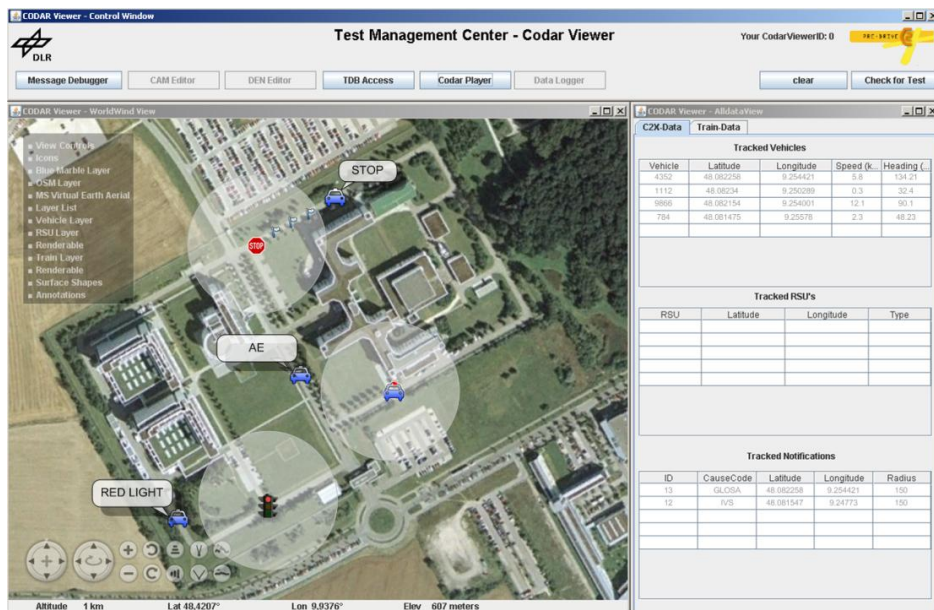 CODAR Viewer - Control Window
DLR
Test Management Center - Codar Viewer
Your CodarViewerID: 0
PRE-DRIVE C
Message Debugger CAM Editor DEN Editor TDB Access Codar Player Data Logger clear Check for Test
CODAR Viewer - WorldWind View
View Controls
Icons
Blue Marble Layer
OSM Layer
MS Virtual Earth Aerial
Layer List
Vehicle Layer
RSU Layer
Renderable
Train Layer
Renderable
Surface Shapes
Annotations
STOP
STOP
AE
RED LIGHT
Altitude 1 km Lat 48.4207° Lon 9.9376° Elev 607 meters
CODAR Viewer - AlldataView
C2X-Data Train-Data
Tracked Vehicles
Vehicle Latitude Longitude Speed (k... Heading (...
4352 48.082258 9.254421 5.8 134.21
1112 48.08234 9.250289 0.3 32.4
9866 48.082154 9.254001 12.1 90.1
784 48.081475 9.25578 2.3 48.23
Tracked RSU's
RSU Latitude Longitude Type
Tracked Notifications
ID CauseCode Latitude Longitude Radius
13 GLOSA 48.082258 9.254421 150
12 IVS 48.081547 9.24773 150